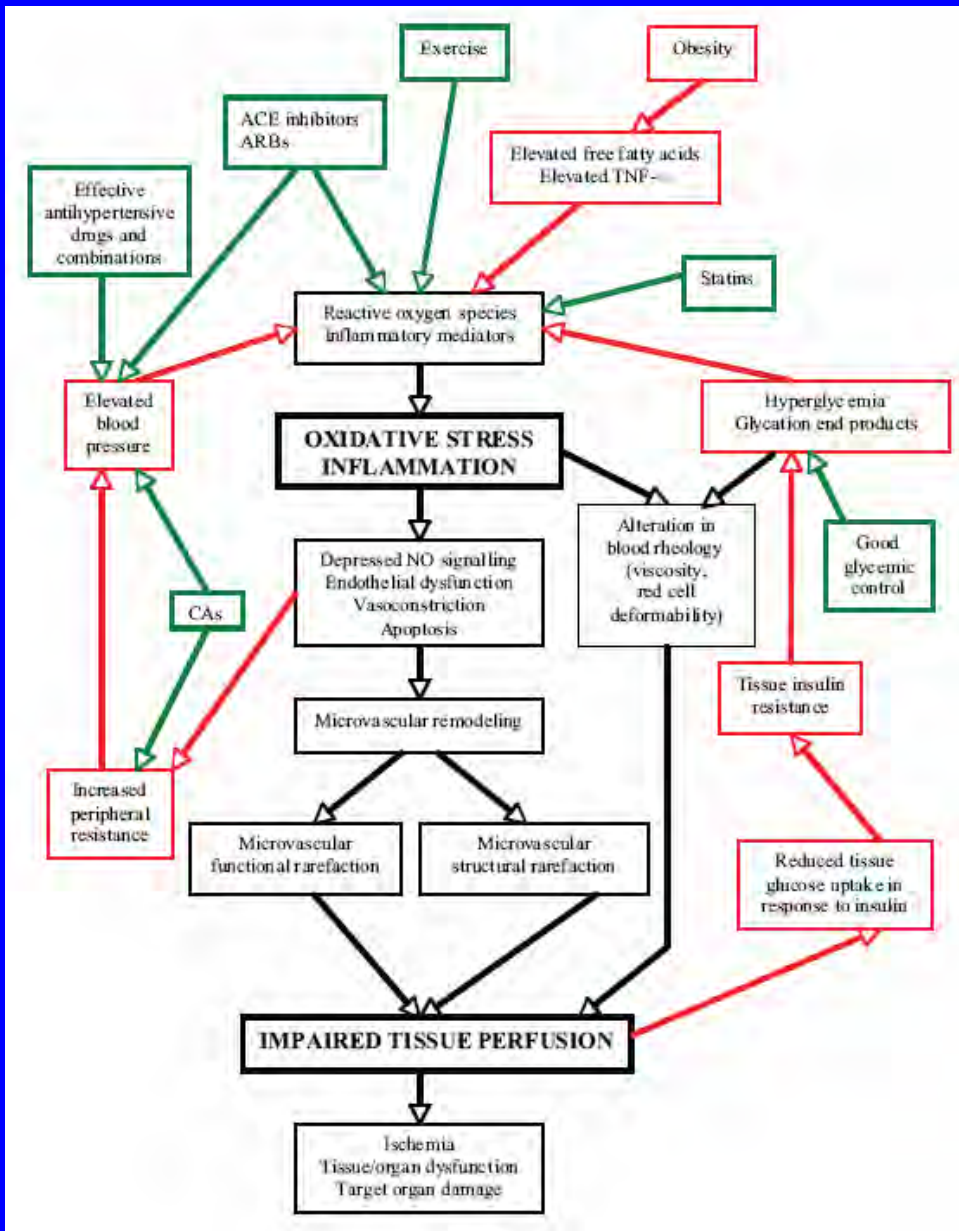 Exercise
Obesity
ACE inhibitors
ARBs
Elevated free fatty acids
Elevated TNF-
Effective
antihypertensive
drugs and
combinations
Statins
Reactive oxygen species
Inflammatory mediators
Elevated
blood
pressure
Hyperglycemia
Glycation end products
OXIDATIVE STRESS
INFLAMMATION
Alteration in
blood rheology
(viscosity,
red cell
deformability)
Good
glycemic
control
Depressed NO signalling
Endothelial dysfunction
Vasoconstriction
Apoptosis
CAs
Tissue insulin
resistance
Microvascular remodeling
Increased
peripheral
resistance
Microvascular
functional rarefaction
Microvascular
structural rarefaction
Reduced tissue
glucose uptake in
response to insulin
IMPAIRED TISSUE PERFUSION
Ischemia
Tissue/organ dysfunction
Target organ damage